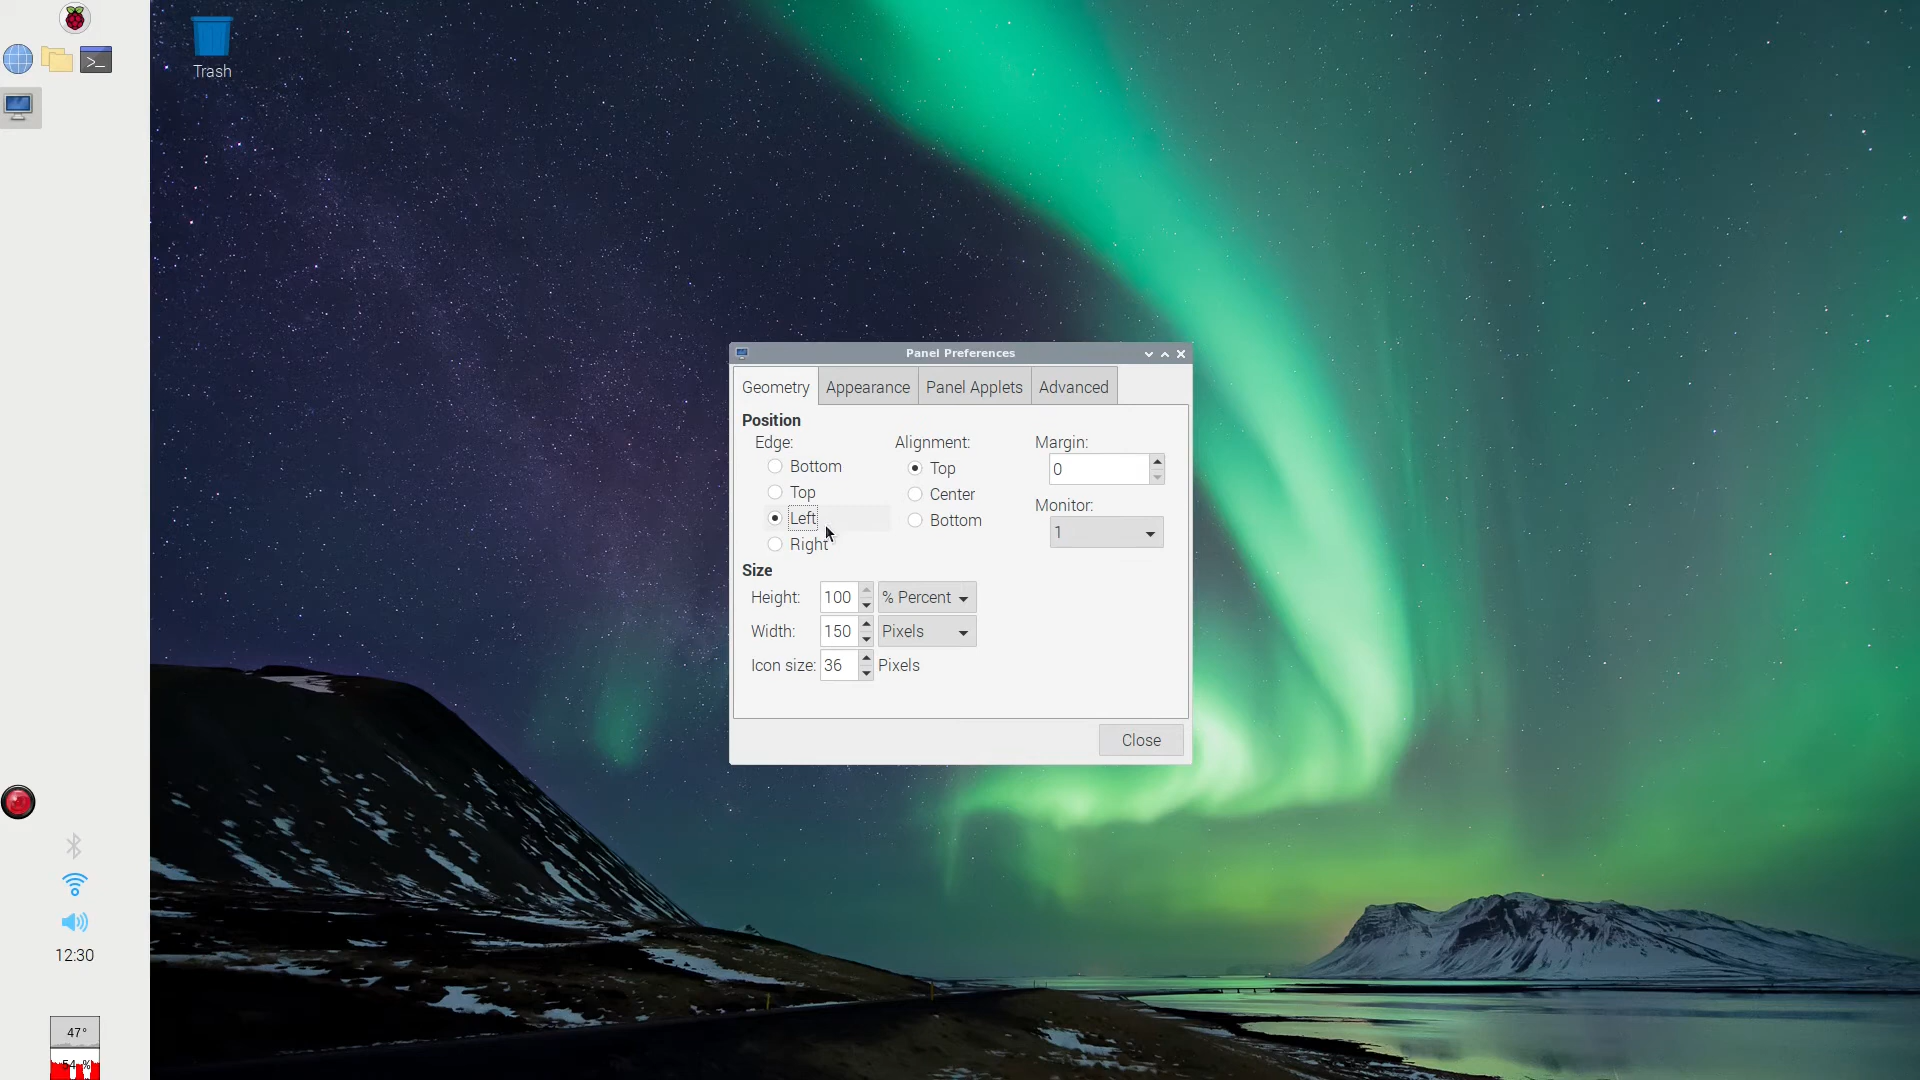 Trash
>_
Panel Preferences
Geometry Appearance Panel Applets Advanced
Position
Edge: Alignment: Margin:
Bottom Top 0
Top Center Monitor:
Left Bottom 1
Right
Size
Height: 100 % Percent
Width: 150 Pixels
Icon size: 36 Pixels
Close
12:30
47°
54 %